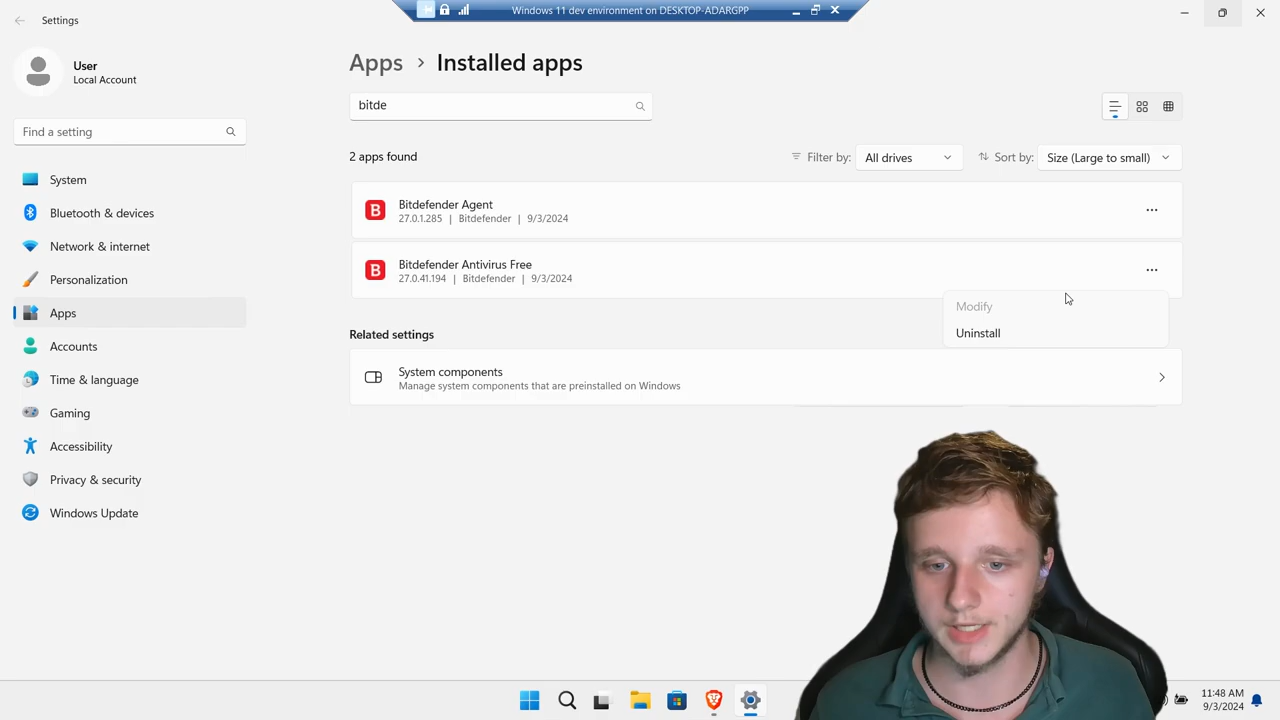 Windows 11 dev environment on DESKTOP-ADARGPP
Settings
User
Local Account
Find a setting
System
Bluetooth & devices
Network & internet
Personalization
Apps
Accounts
Time & language
Gaming
Accessibility
Privacy & security
Windows Update
Apps > Installed apps
bitde
2 apps found
Filter by: All drives
Sort by: Size (Large to small)
B
Bitdefender Agent
27.0.1.285 | Bitdefender | 9/3/2024
B
Bitdefender Antivirus Free
27.0.41.194 | Bitdefender | 9/3/2024
Modify
Uninstall
Related settings
System components
Manage system components that are preinstalled on Windows
11:48 AM
9/3/2024